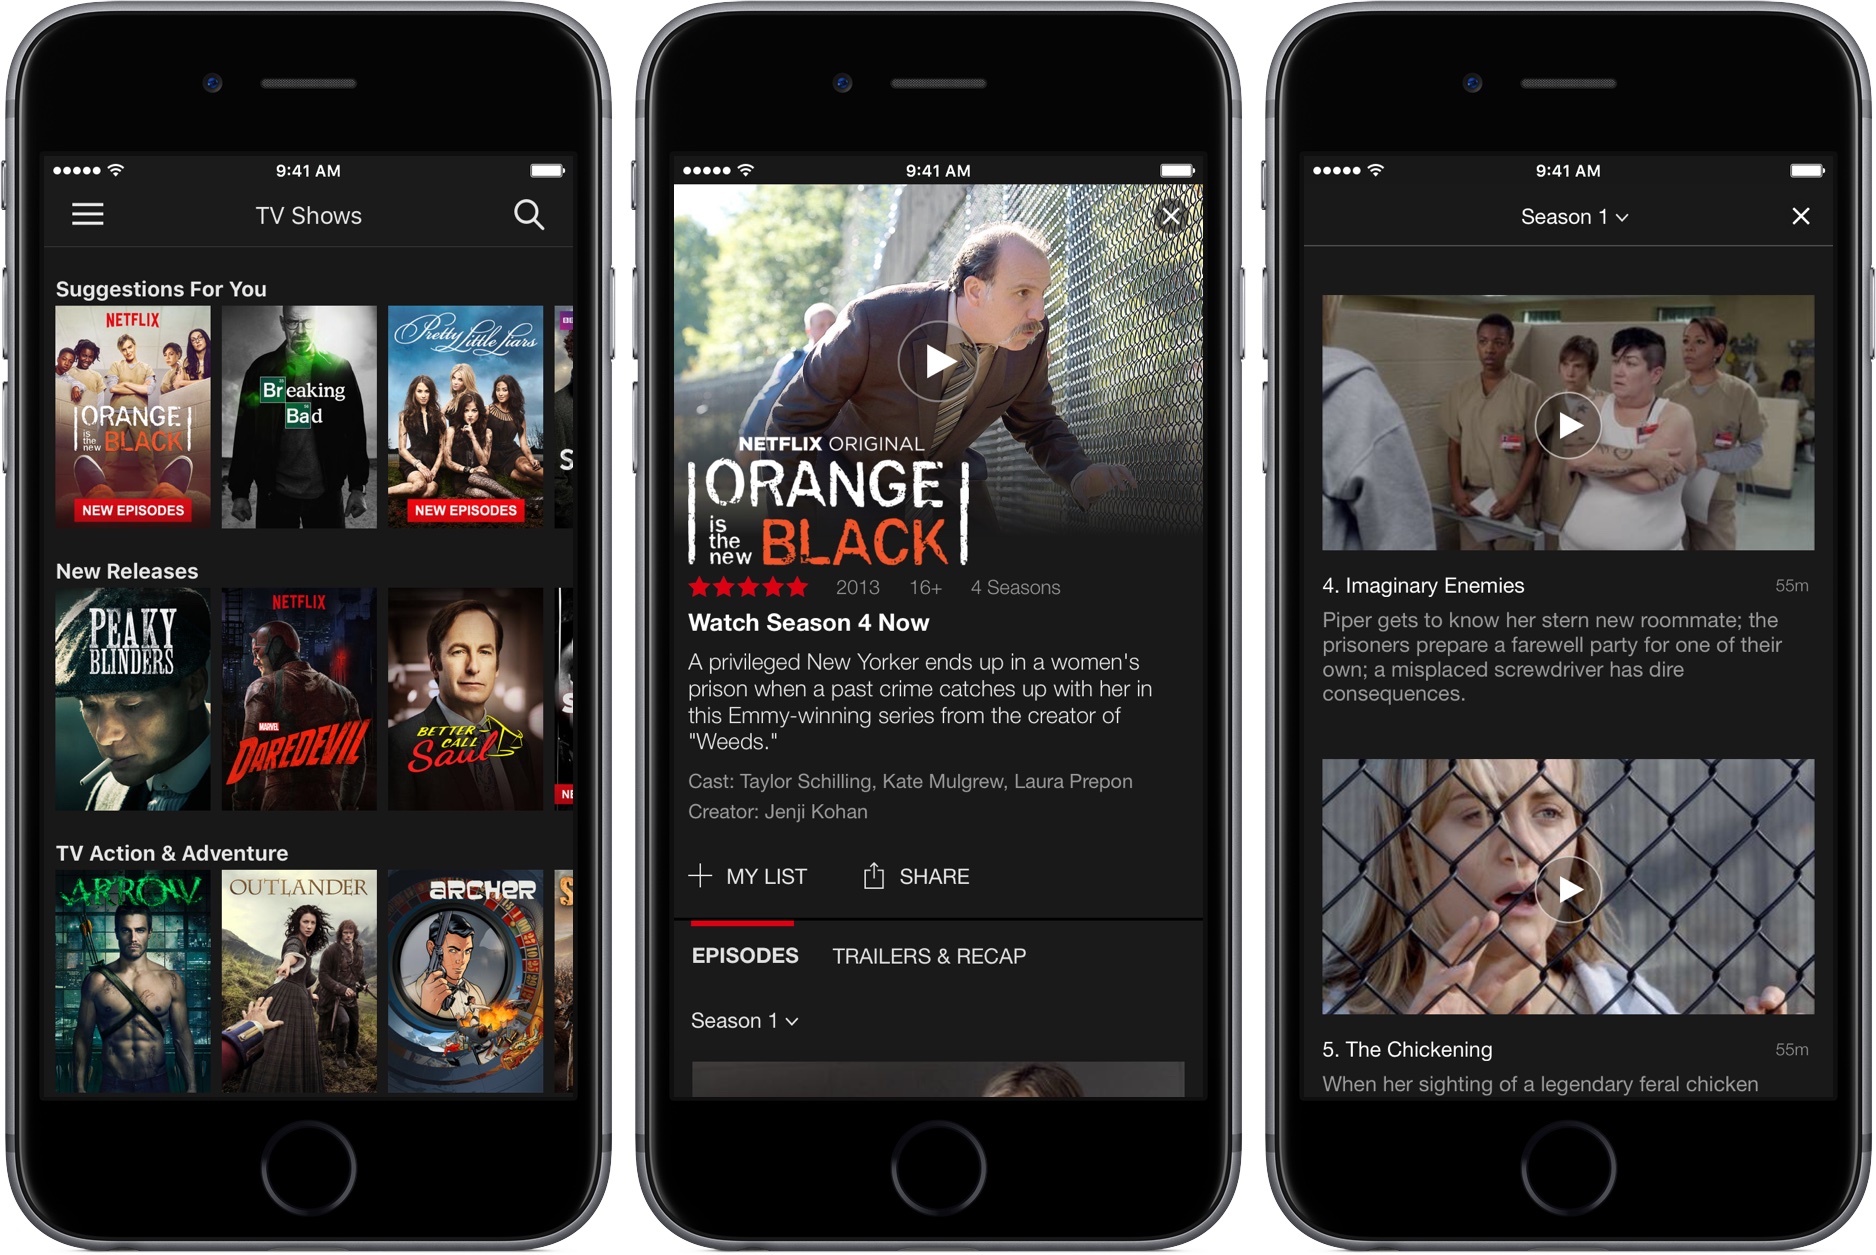 9:41 AM
TV Shows
Suggestions For You
NETFLIX
ORANGE
is
the
new
BLACK
NEW EPISODES
Breaking
Bad
Pretty Little Liars
NEW EPISODES
New Releases
PEAKY
BLINDERS
NETFLIX
MARVEL
DAREDEVIL
BETTER
CALL
Saul
NE
TV Action & Adventure
ARROW
OUTLANDER
ARCHER
9:41 AM
NETFLIX ORIGINAL
ORANGE
is
the
new
BLACK
2013 16+ 4 Seasons
Watch Season 4 Now
A privileged New Yorker ends up in a women's
prison when a past crime catches up with her in
this Emmy-winning series from the creator of
"Weeds."
Cast: Taylor Schilling, Kate Mulgrew, Laura Prepon
Creator: Jenji Kohan
MY LIST SHARE
EPISODES TRAILERS & RECAP
Season 1
9:41 AM
Season 1
4. Imaginary Enemies 55m
Piper gets to know her stern new roommate; the
prisoners prepare a farewell party for one of their
own; a misplaced screwdriver has dire
consequences.
5. The Chickening 55m
When her sighting of a legendary feral chicken